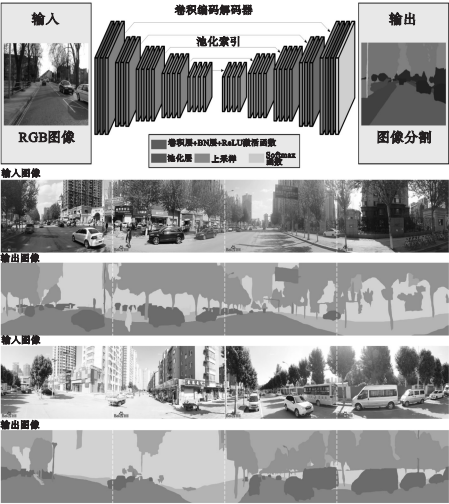 卷积编码解码器
输入
输出
池化索引
RGB图像
图像分割
卷积层+BN层+ReLU激活函数
池化层
上采样
Softmax
函数
输入图像
输出图像
输入图像
输出图像